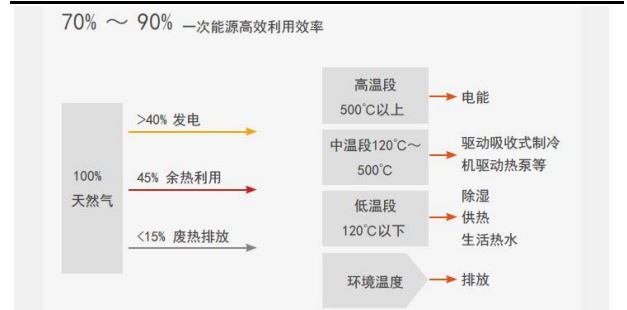 70% ～ 90% 一次能源高效利用效率
100%
天然气
>40% 发电
45% 余热利用
<15% 废热排放
高温段
500℃以上
电能
中温段120℃～
500℃
驱动吸收式制冷
机驱动热泵等
低温段
120℃以下
除湿
供热
生活热水
环境温度
排放